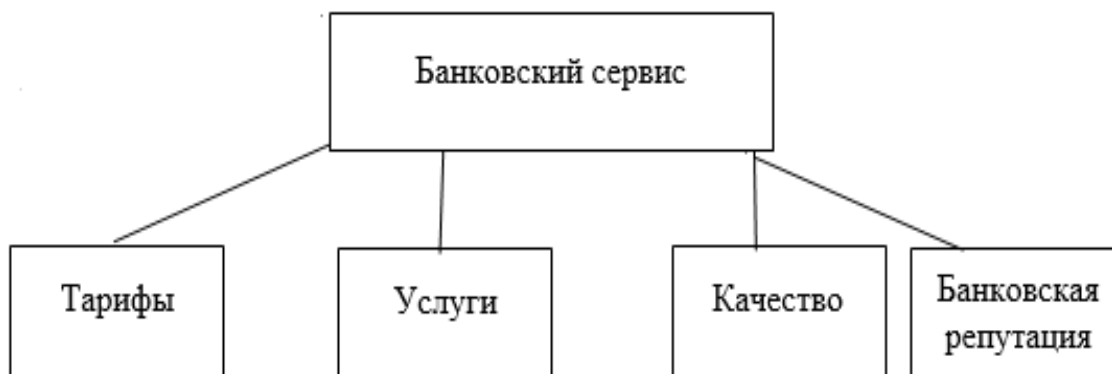 Банковский сервис
Тарифы
Услуги
Качество
Банковская
репутация